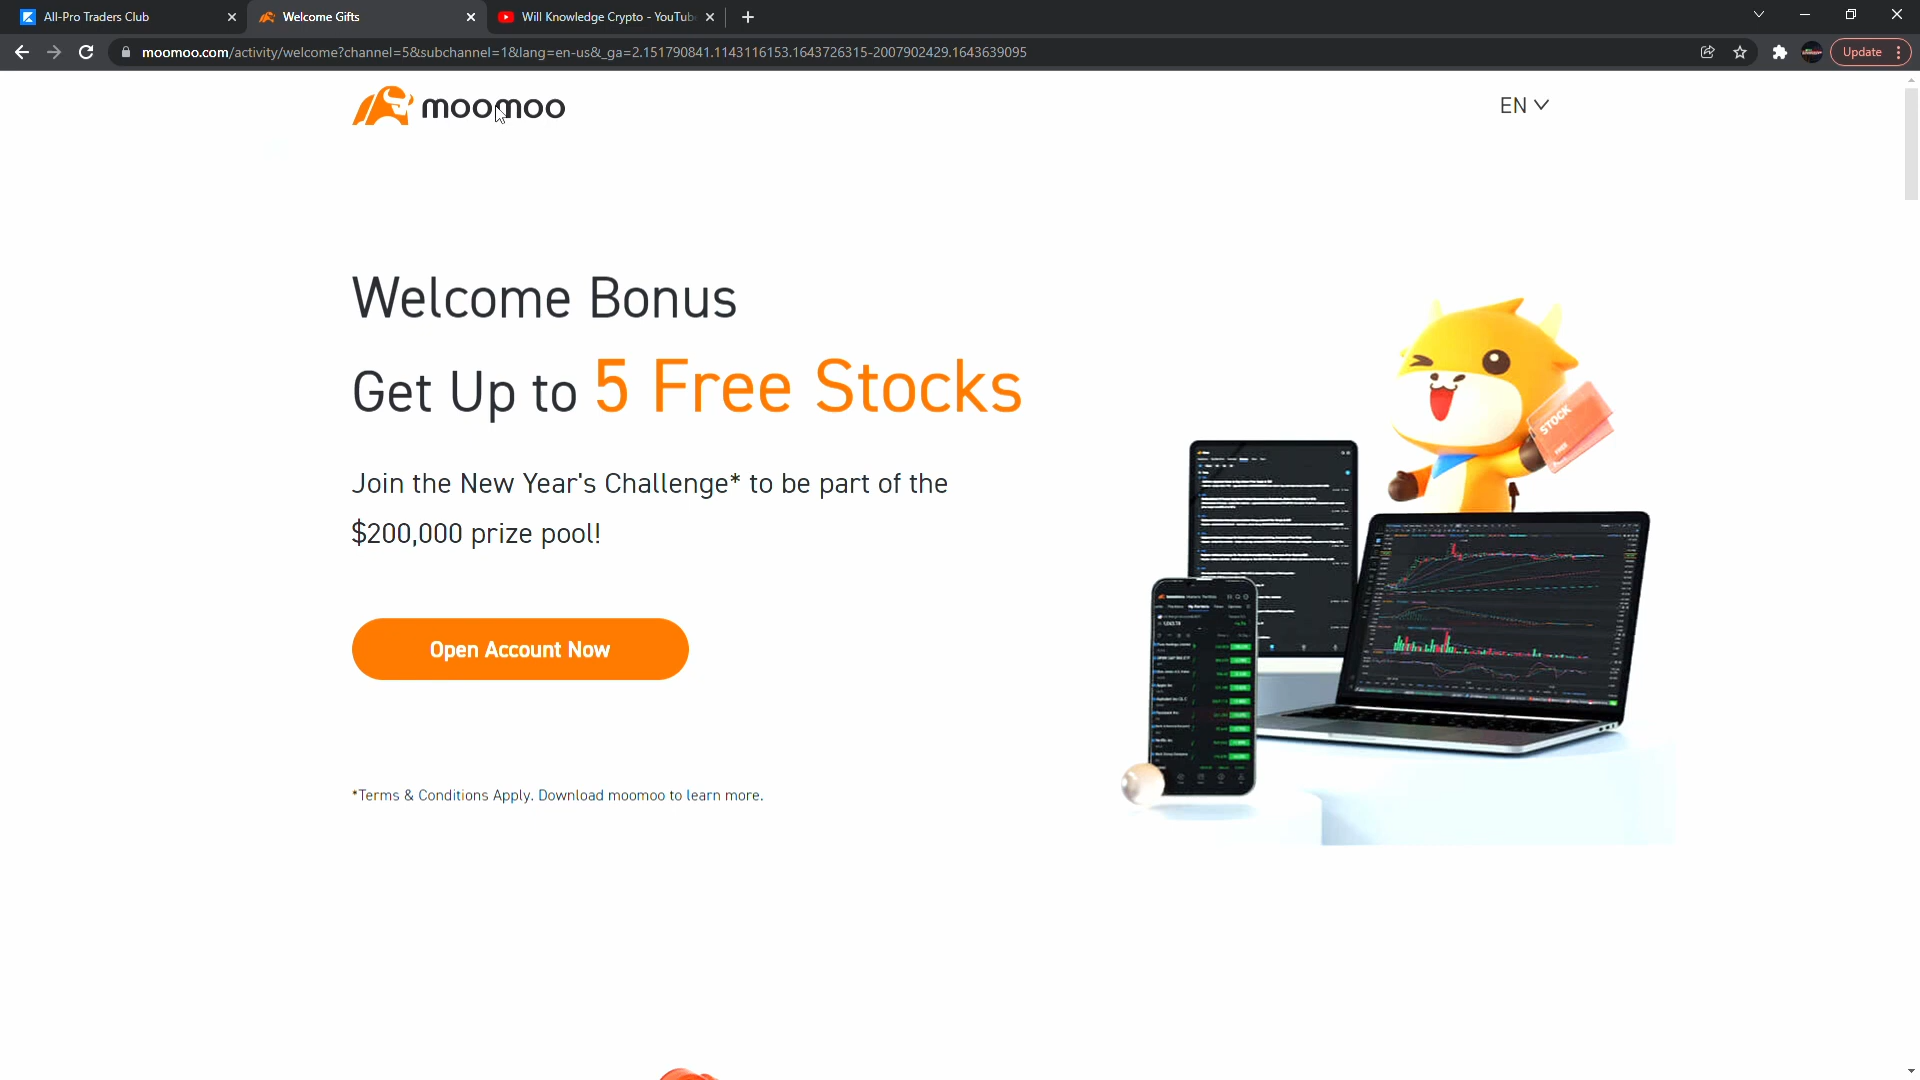 All-Pro Traders Club
Welcome Gifts
Will Knowledge Crypto - YouTub
moomoo.com/activity/welcome?channel=5&subchannel=1&lang=en-us&_ga=2.151790841.1143116153.1643726315-2007902429.1643639095
Update
moomoo
EN
Welcome Bonus
Get Up to 5 Free Stocks
Join the New Year's Challenge* to be part of the
$200,000 prize pool!
STOCK
FREE
Open Account Now
*Terms & Conditions Apply. Download moomoo to learn more.